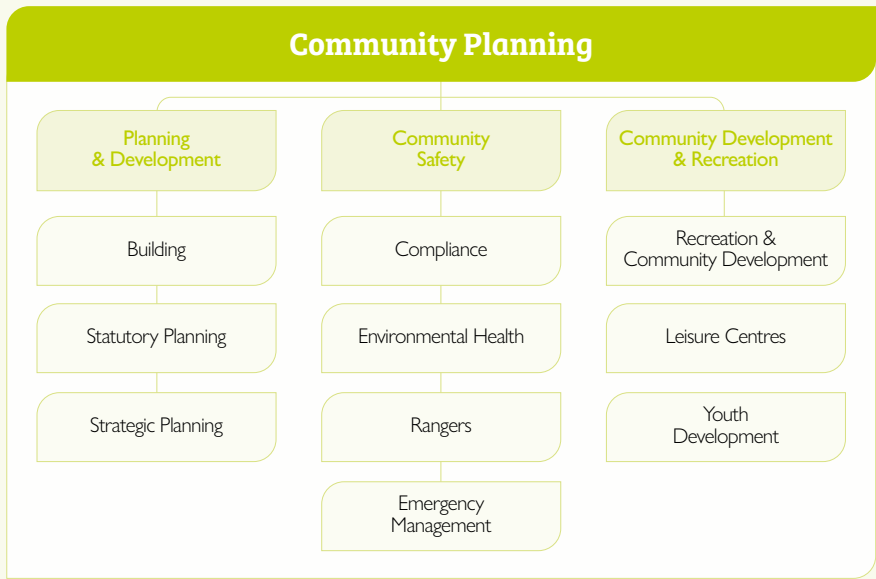 Community Planning
Planning
& Development
Building
Statutory Planning
Strategic Planning
Community
Safety
Compliance
Environmental Health
Rangers
Emergency
Management
Community Development
& Recreation
Recreation &
Community Development
Leisure Centres
Youth
Development